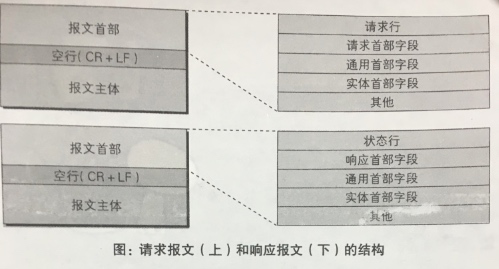 报文首部
空行(CR+LF)
报文主体
请求行
请求首部字段
通用首部字段
实体首部字段
其他
报文首部
空行(CR+LF)
报文主体
状态行
响应首部字段
通用首部字段
实体首部字段
其他
图：请求报文（上）和响应报文（下）的结构